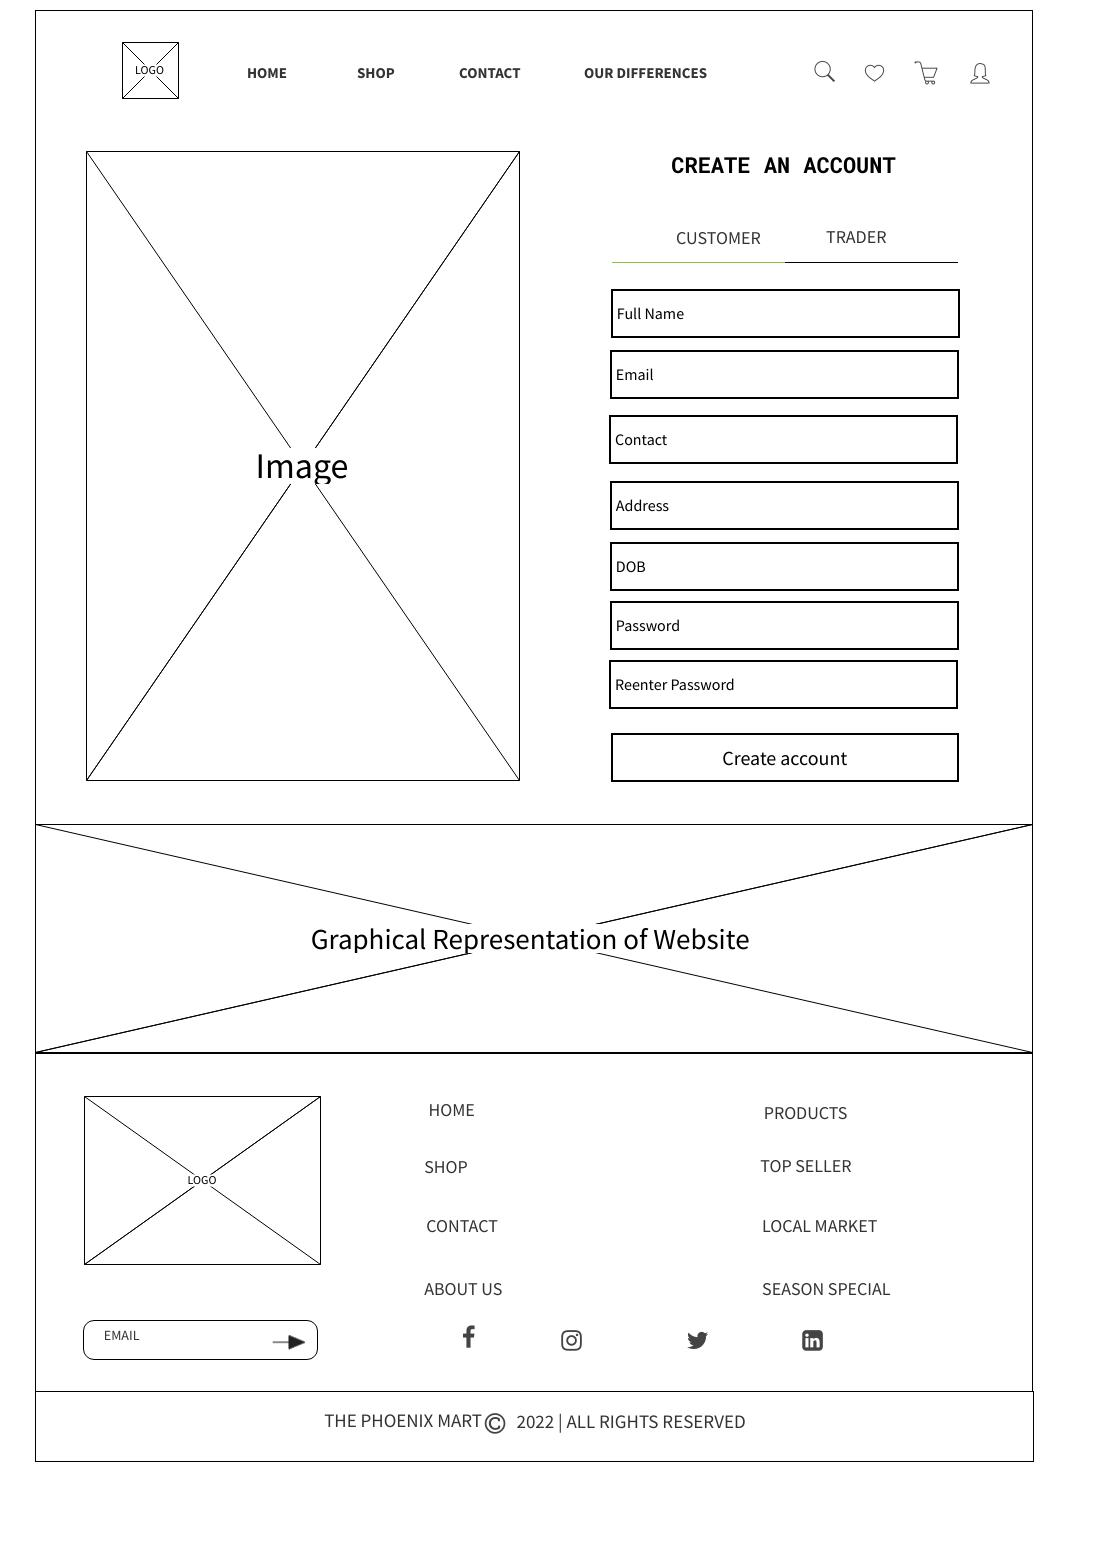 LOGO
HOME SHOP CONTACT OUR DIFFERENCES
CREATE AN ACCOUNT
CUSTOMER TRADER
Full Name
Email
Contact
Address
DOB
Password
Reenter Password
Create account
Image
Graphical Representation of Website
LOGO
EMAIL
HOME
SHOP
CONTACT
ABOUT US
PRODUCTS
TOP SELLER
LOCAL MARKET
SEASON SPECIAL
THE PHOENIX MART © 2022 | ALL RIGHTS RESERVED